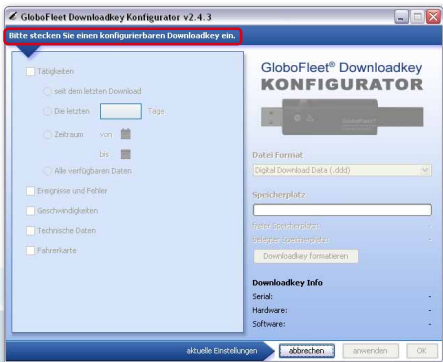 GloboFleet Downloadkey Konfigurator v2.4.3
Bitte stecken Sie einen konfigurierbaren Downloadkey ein.
Tätigkeiten
seit dem letzten Download
Die letzten Tage
Zeitraum von
bis
Alle verfügbaren Daten
Ereignisse und Fehler
Geschwindigkeiten
Technische Daten
Fahrerkarte
GloboFleet® Downloadkey
KONFIGURATOR
GloboFleet
Datei Format
Digital Download Data (.ddd)
Speicherplatz
freier Speicherplatz: -
belegter Speicherplatz: -
Downloadkey formatieren
Downloadkey Info
Serial: -
Hardware: -
Software: -
aktuelle Einstellungen abbrechen anwenden OK